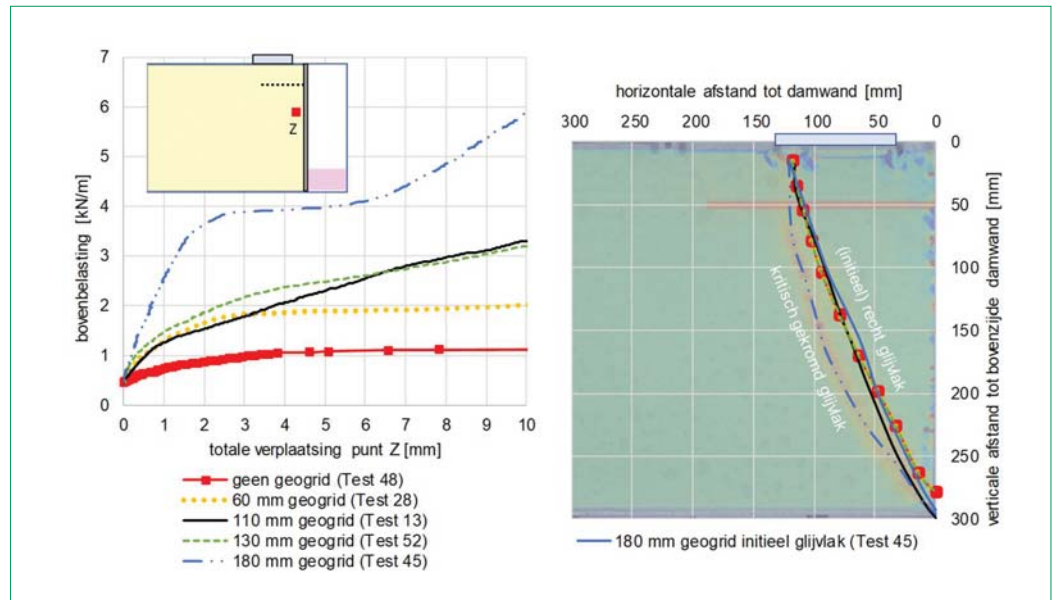 7
6
5
4
3
2
1
0
bovenbelasting [kN/m]
Z
0 1 2 3 4 5 6 7 8 9 10
totale verplaatsing punt Z [mm]
geen geogrid (Test 48)
60 mm geogrid (Test 28)
110 mm geogrid (Test 13)
130 mm geogrid (Test 52)
180 mm geogrid (Test 45)
horizontale afstand tot damwand [mm]
300 250 200 150 100 50 0
0
50
100
150
200
250
300
verticale afstand tot bovenzijde damwand [mm]
(initieel) recht glijvlak
kritisch gekromd glijvlak
180 mm geogrid initieel glijvlak (Test 45)